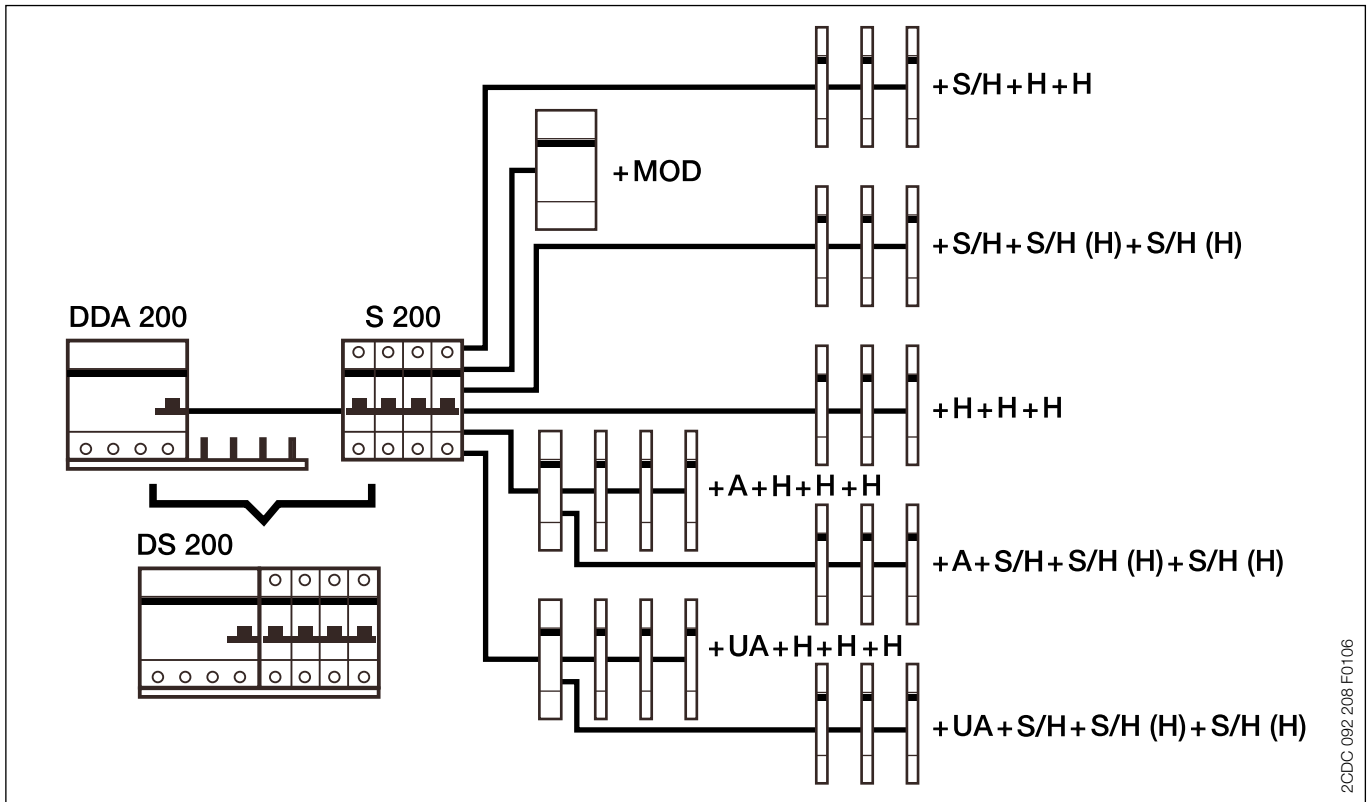 +S/H+H+H
+MOD
+S/H+S/H (H)+S/H (H)
DDA 200
S 200
+H+H+H
+A+H+H+H
DS 200
+A+S/H+S/H (H)+S/H (H)
+UA+H+H+H
+UA+S/H+S/H (H)+S/H (H)
2CDC 092 208 F0106